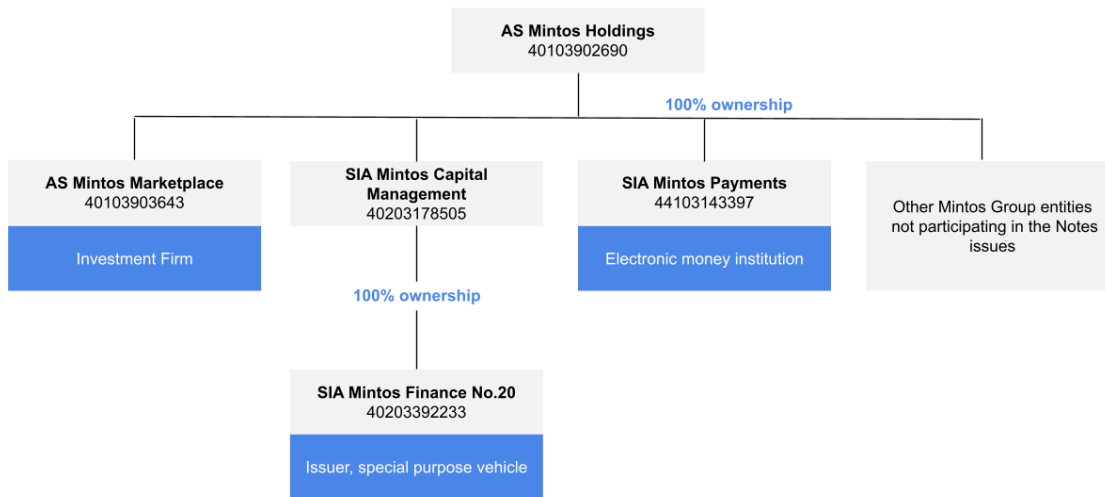 AS Mintos Holdings
40103902690
100% ownership
AS Mintos Marketplace
40103903643
Investment Firm
SIA Mintos Capital
Management
40203178505
SIA Mintos Payments
44103143397
Electronic money institution
Other Mintos Group entities
not participating in the Notes
issues
100% ownership
SIA Mintos Finance No.20
40203392233
Issuer, special purpose vehicle